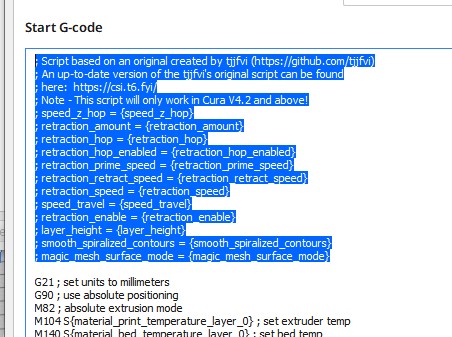 Start G-code
; Script based on an original created by tjjfvi (https://github.com/tjjfvi)
; An up-to-date version of the tjjfvi's original script can be found
; here:  https://csi.t6.fyi/
; Note - This script will only work in Cura V4.2 and above!
; speed_z_hop = {speed_z_hop}
; retraction_amount = {retraction_amount}
; retraction_hop = {retraction_hop}
; retraction_hop_enabled = {retraction_hop_enabled}
; retraction_prime_speed = {retraction_prime_speed}
; retraction_retract_speed = {retraction_retract_speed}
; retraction_speed = {retraction_speed}
; speed_travel = {speed_travel}
; retraction_enable = {retraction_enable}
; layer_height = {layer_height}
; smooth_spiralized_contours = {smooth_spiralized_contours}
; magic_mesh_surface_mode = {magic_mesh_surface_mode}
G21 ; set units to millimeters
G90 ; use absolute positioning
M82 ; absolute extrusion mode
M104 S{material_print_temperature_layer_0} ; set extruder temp
M140 S{material_bed_temperature_layer_0} ; set bed temp